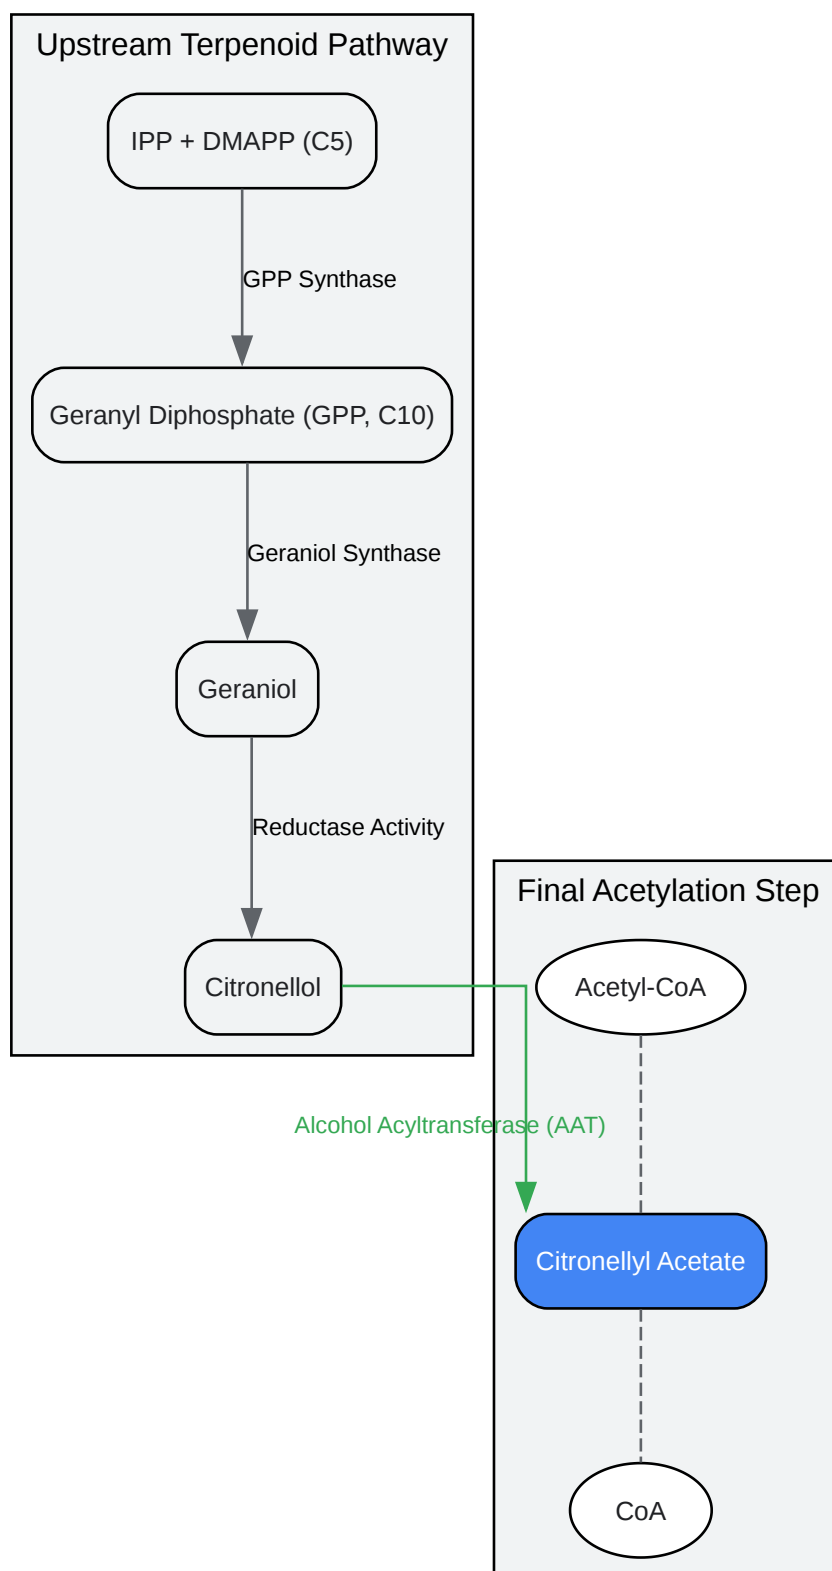 Upstream Terpenoid Pathway
IPP + DMAPP (C5)
GPP Synthase
Geranyl Diphosphate (GPP, C10)
Geraniol Synthase
Geraniol
Reductase Activity
Citronellol
Final Acetylation Step
Acetyl-CoA
Alcohol Acyltransferase (AAT)
Citronellyl Acetate
CoA